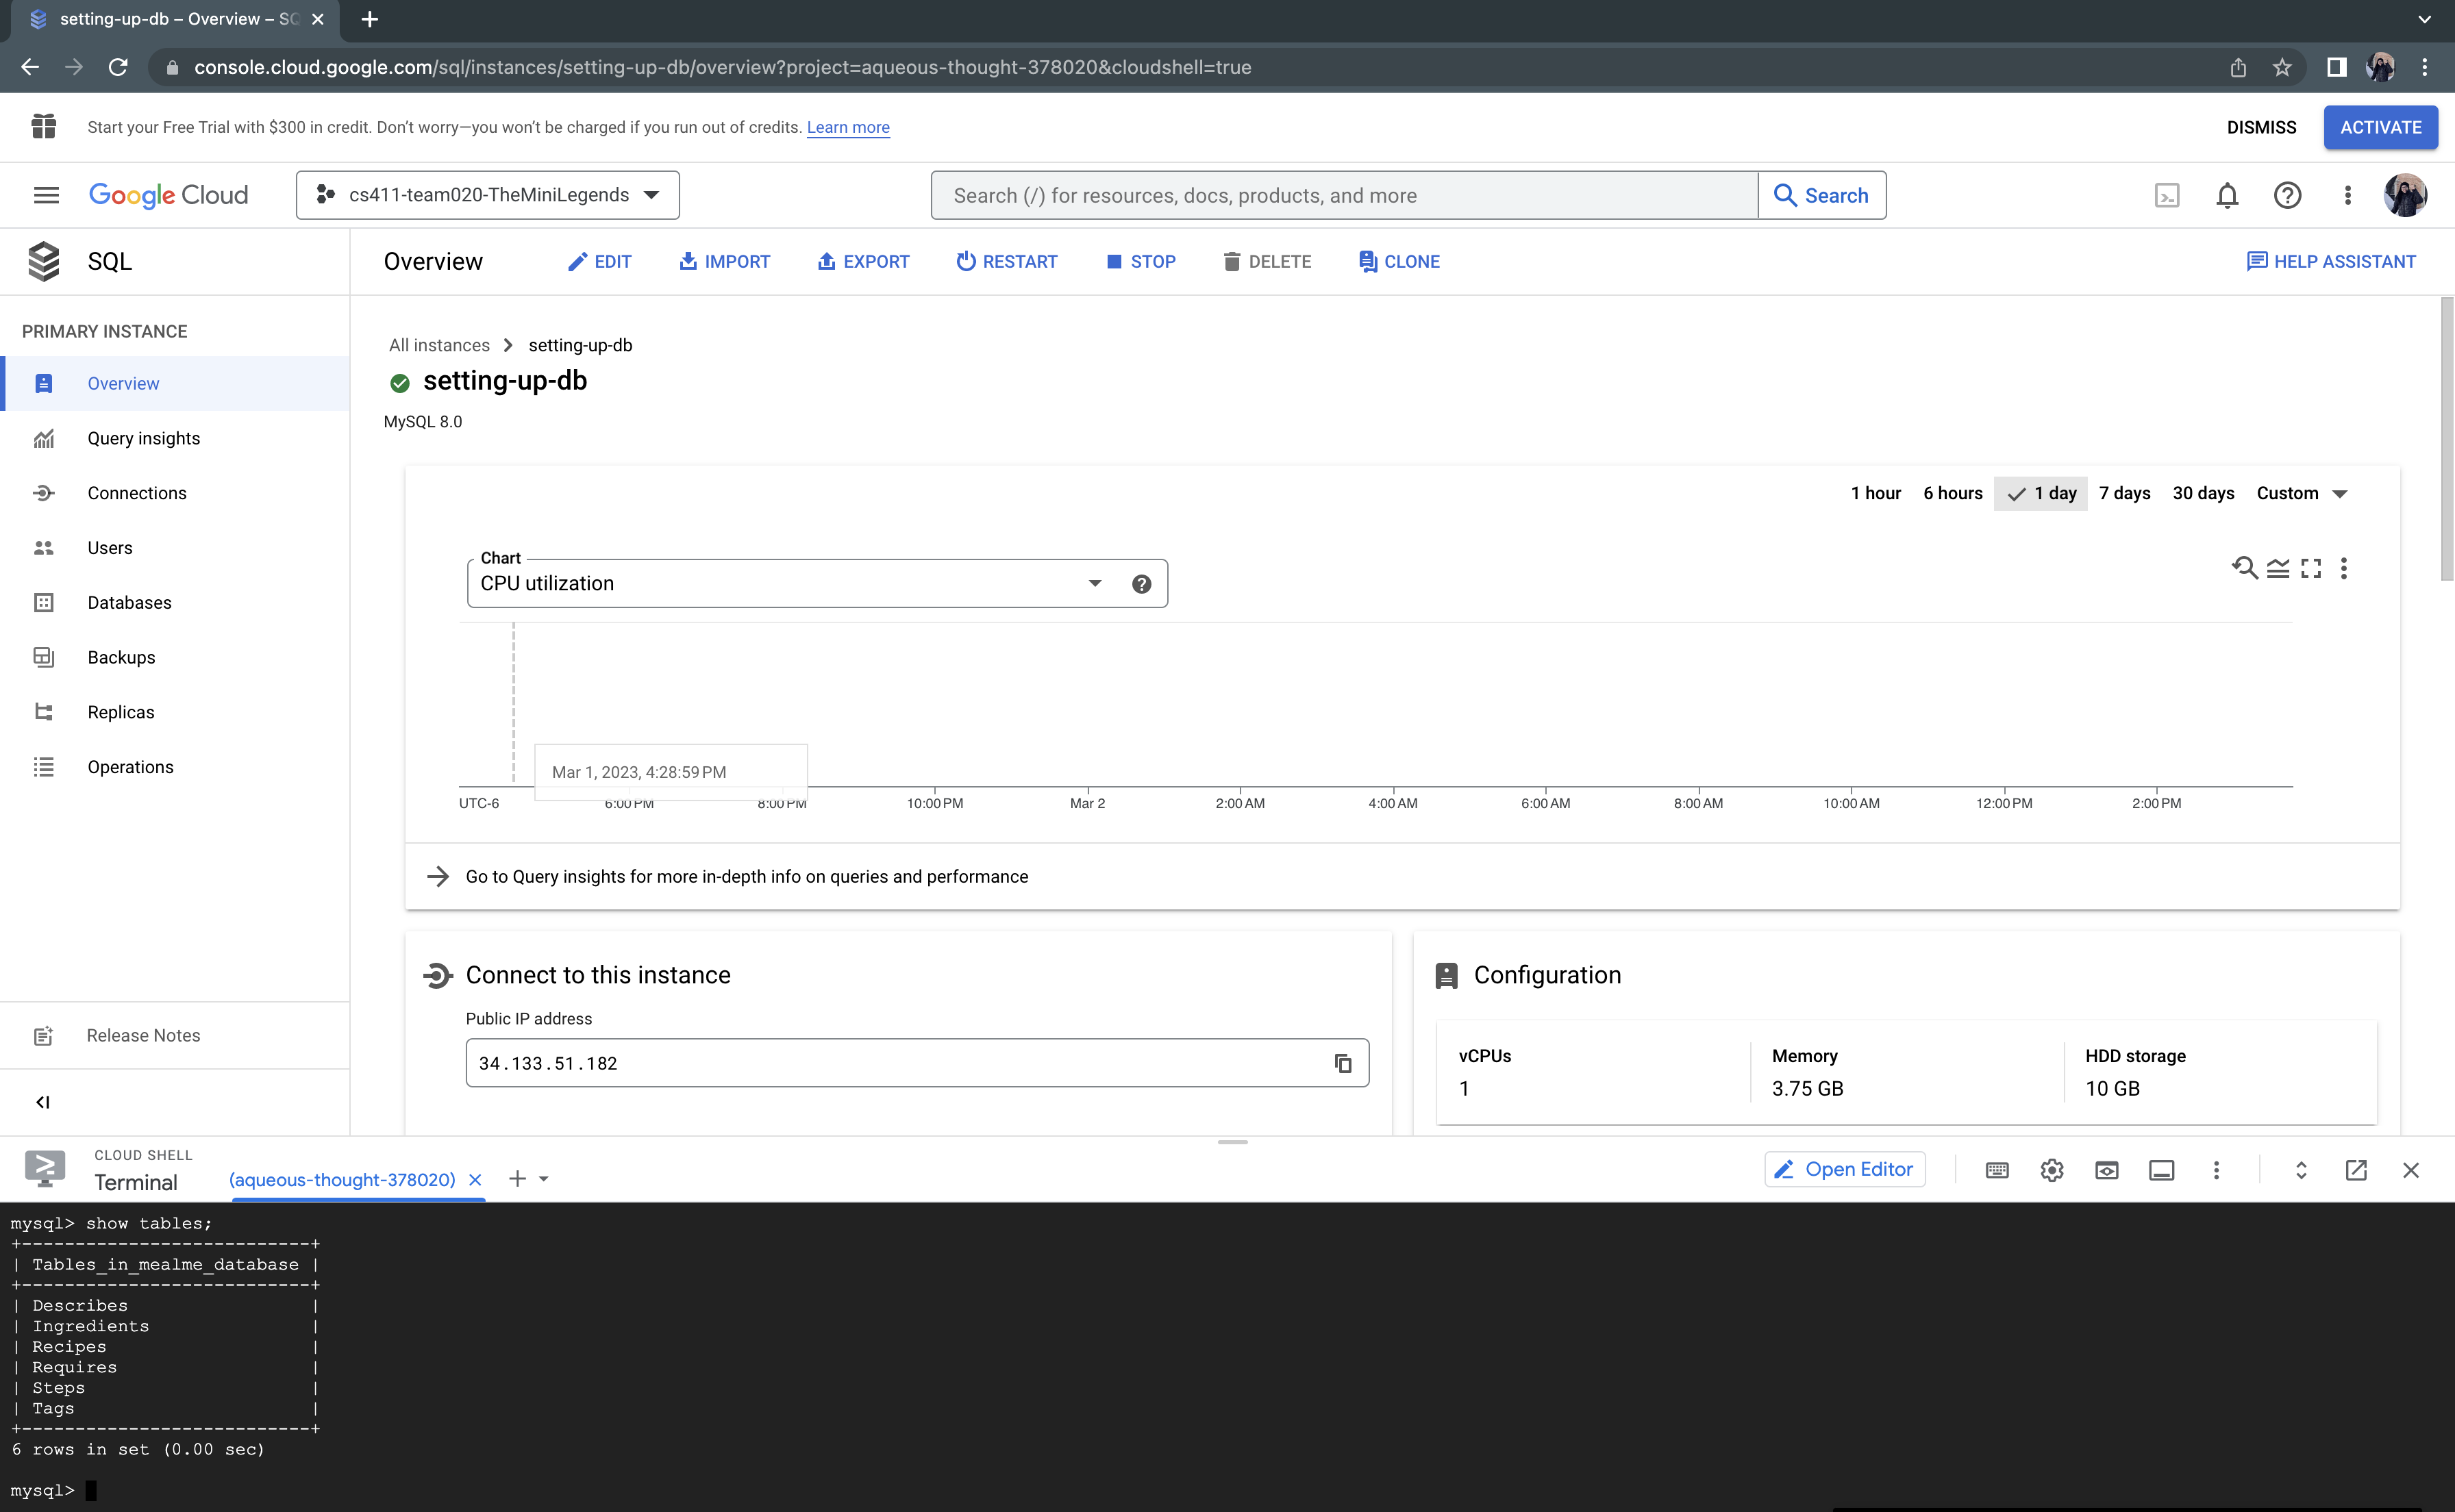 setting-up-db – Overview – SQ
console.cloud.google.com/sql/instances/setting-up-db/overview?project=aqueous-thought-378020&cloudshell=true
Start your Free Trial with $300 in credit. Don’t worry—you won’t be charged if you run out of credits. Learn more
DISMISS
ACTIVATE
Google Cloud
cs411-team020-TheMiniLegends
Search (/) for resources, docs, products, and more
Search
SQL
Overview
EDIT
IMPORT
EXPORT
RESTART
STOP
DELETE
CLONE
HELP ASSISTANT
PRIMARY INSTANCE
Overview
Query insights
Connections
Users
Databases
Backups
Replicas
Operations
Release Notes
All instances
setting-up-db
setting-up-db
MySQL 8.0
1 hour
6 hours
1 day
7 days
30 days
Custom
Chart
CPU utilization
Mar 1, 2023, 4:28:59 PM
UTC-6
6:00 PM
8:00 PM
10:00 PM
Mar 2
2:00 AM
4:00 AM
6:00 AM
8:00 AM
10:00 AM
12:00 PM
2:00 PM
Go to Query insights for more in-depth info on queries and performance
Connect to this instance
Public IP address
34.133.51.182
Configuration
vCPUs
1
Memory
3.75 GB
HDD storage
10 GB
CLOUD SHELL
Terminal
(aqueous-thought-378020)
Open Editor
mysql> show tables;
+---------------------------+
| Tables_in_mealme_database |
+---------------------------+
| Describes                 |
| Ingredients               |
| Recipes                   |
| Requires                  |
| Steps                     |
| Tags                      |
+---------------------------+
6 rows in set (0.00 sec)
mysql>